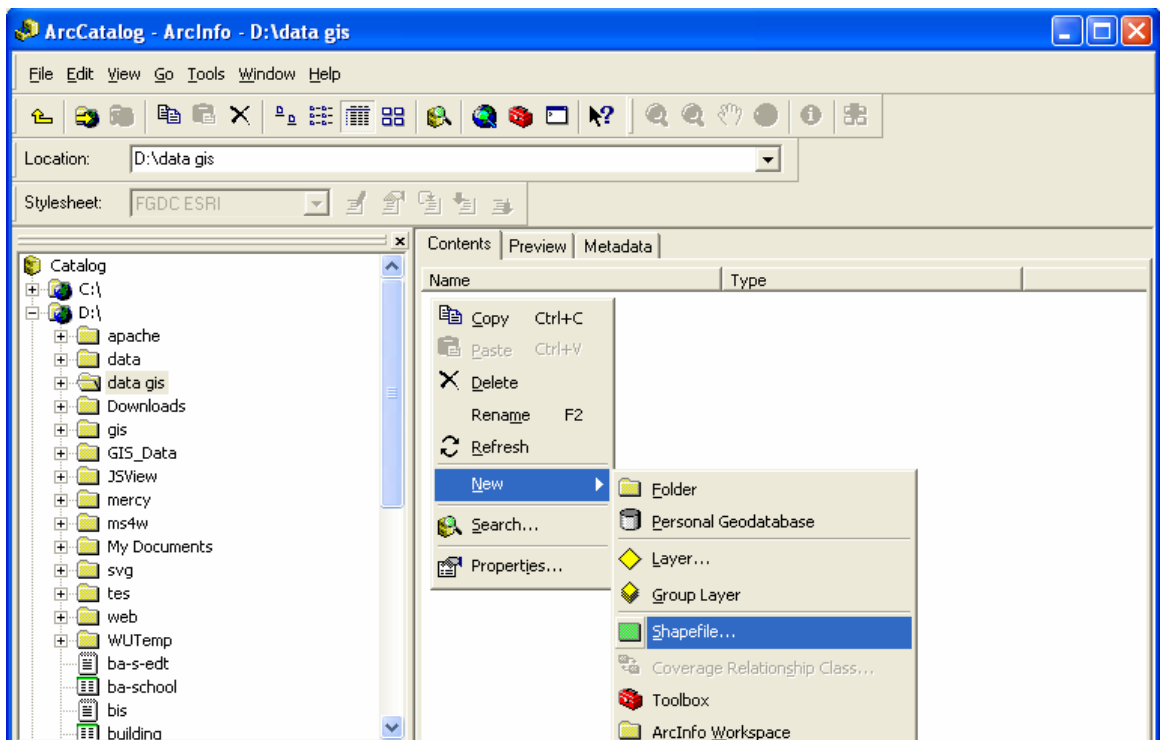 ArcCatalog - ArcInfo - D:\data gis
File Edit View Go Tools Window Help
Location: D:\data gis
Stylesheet: FGDC ESRI
Contents Preview Metadata
Name Type
Catalog
C:\
D:\
apache
data
data gis
Downloads
gis
GIS_Data
JSView
mercy
ms4w
My Documents
svg
tes
web
WUTemp
ba-s-edt
ba-school
bis
building
Copy Ctrl+C
Paste Ctrl+V
Delete
Rename F2
Refresh
New
Search...
Properties...
Folder
Personal Geodatabase
Layer...
Group Layer
Shapefile...
Coverage Relationship Class...
Toolbox
ArcInfo Workspace